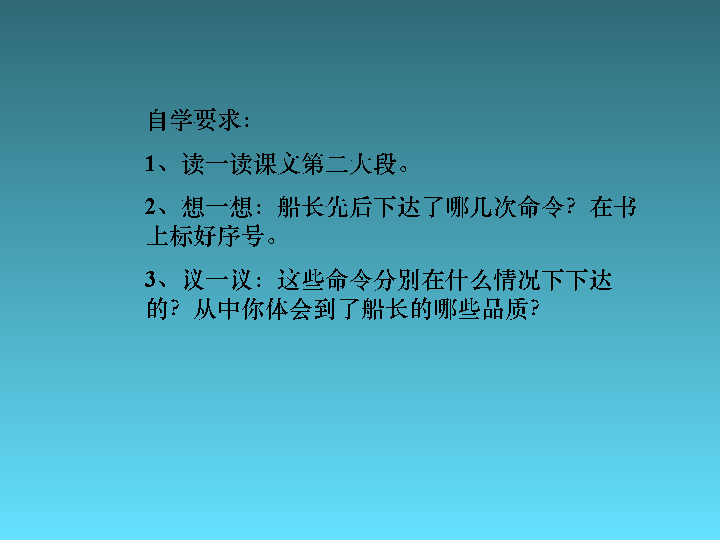 自学要求：
1、读一读课文第二大段。
2、想一想：船长先后下达了哪几次命令？在书
上标好序号。
3、议一议：这些命令分别在什么情况下下达
的？从中你体会到了船长的哪些品质？